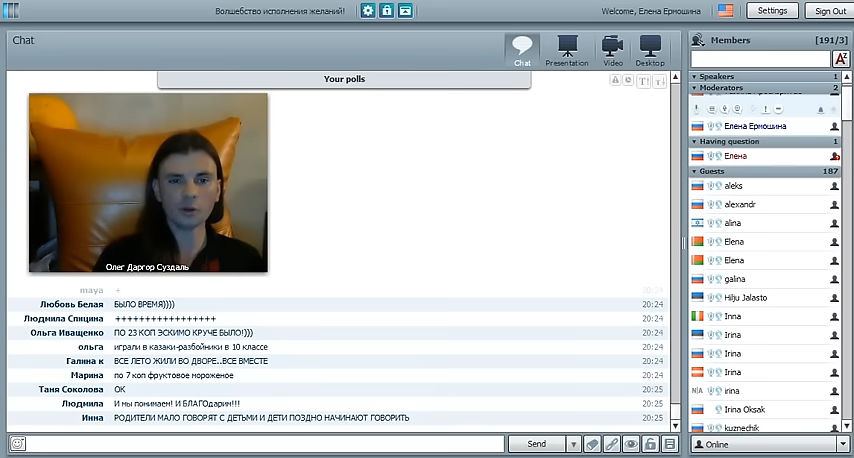 Волшебство исполнения желаний!
Welcome, Елена Ермошина
Settings
Sign Out
Chat
Chat
Presentation
Video
Desktop
Members
[191/3]
Your polls
Speakers 1
Moderators 2
Елена Ермошина
Having question 1
Елена
Guests 187
aleks
alexandr
alina
Elena
Elena
galina
Hilju Jalasto
Inna
Irina
Irina
Irina
N/A irina
Irina Oksak
kuznechik
Online
Олег Даргор Суздаль
maya + 20:24
Любовь Белая БЫЛО ВРЕМЯ)))) 20:24
Людмила Спицина +++++++++++++++++ 20:24
Ольга Иващенко ПО 23 КОП ЭСКИМО КРУЧЕ БЫЛО!))) 20:24
ольга играли в казаки-разбойники в 10 классе 20:24
Галина к ВСЕ ЛЕТО ЖИЛИ ВО ДВОРЕ..ВСЕ ВМЕСТЕ 20:24
Марина по 7 коп фруктовое мороженое 20:24
Таня Соколова ОК 20:25
Людмила И мы понимаем! И БЛАГОдарим!!! 20:25
Инна РОДИТЕЛИ МАЛО ГОВОРЯТ С ДЕТЬМИ И ДЕТИ ПОЗДНО НАЧИНАЮТ ГОВОРИТЬ 20:25
Send